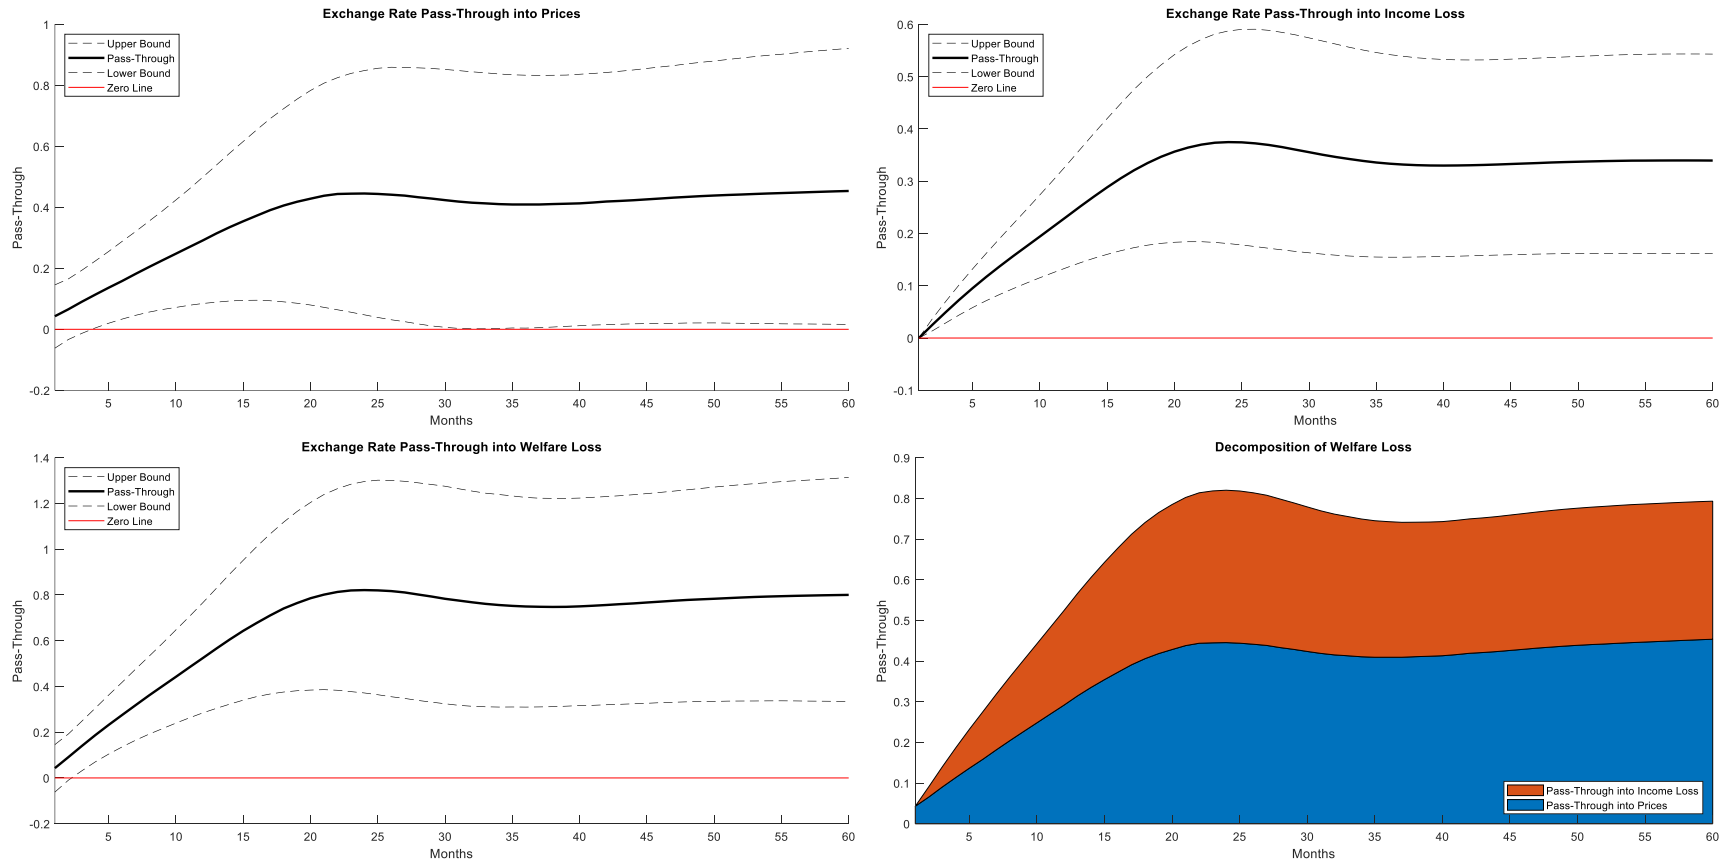 Exchange Rate Pass-Through into Prices
1
0.8
0.6
0.4
0.2
0
-0.2
Pass-Through
Upper Bound
Pass-Through
Lower Bound
Zero Line
5 10 15 20 25 30 35 40 45 50 55 60
Months
Exchange Rate Pass-Through into Income Loss
0.6
0.5
0.4
0.3
0.2
0.1
0
-0.1
Pass-Through
Upper Bound
Pass-Through
Lower Bound
Zero Line
5 10 15 20 25 30 35 40 45 50 55 60
Months
Exchange Rate Pass-Through into Welfare Loss
1.4
1.2
1
0.8
0.6
0.4
0.2
0
-0.2
Pass-Through
Upper Bound
Pass-Through
Lower Bound
Zero Line
5 10 15 20 25 30 35 40 45 50 55 60
Months
Decomposition of Welfare Loss
0.9
0.8
0.7
0.6
0.5
0.4
0.3
0.2
0.1
0
Pass-Through
Pass-Through into Income Loss
Pass-Through into Prices
5 10 15 20 25 30 35 40 45 50 55 60
Months